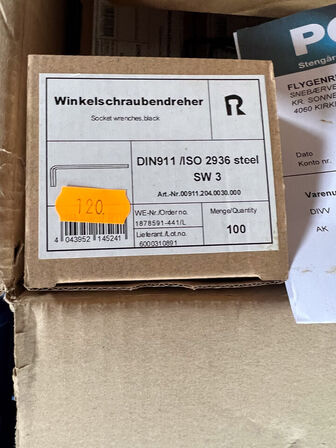 Winkelschraubendreher
Socket wrenches,black
R
DIN911 /ISO 2936 steel
SW 3
Art.-Nr.00911.204.0030.000
120.-
4 043952 145241
WE-Nr./Order no.
1878591-441/L
Lieferant./Lot.no.
6000310891
Menge/Quantity
100
Stengår
FLYGENR
SNEBÆRVE
KR. SONNE
4060 KIRK
Dato
Konto nr.
Varenu
DIVV
AK